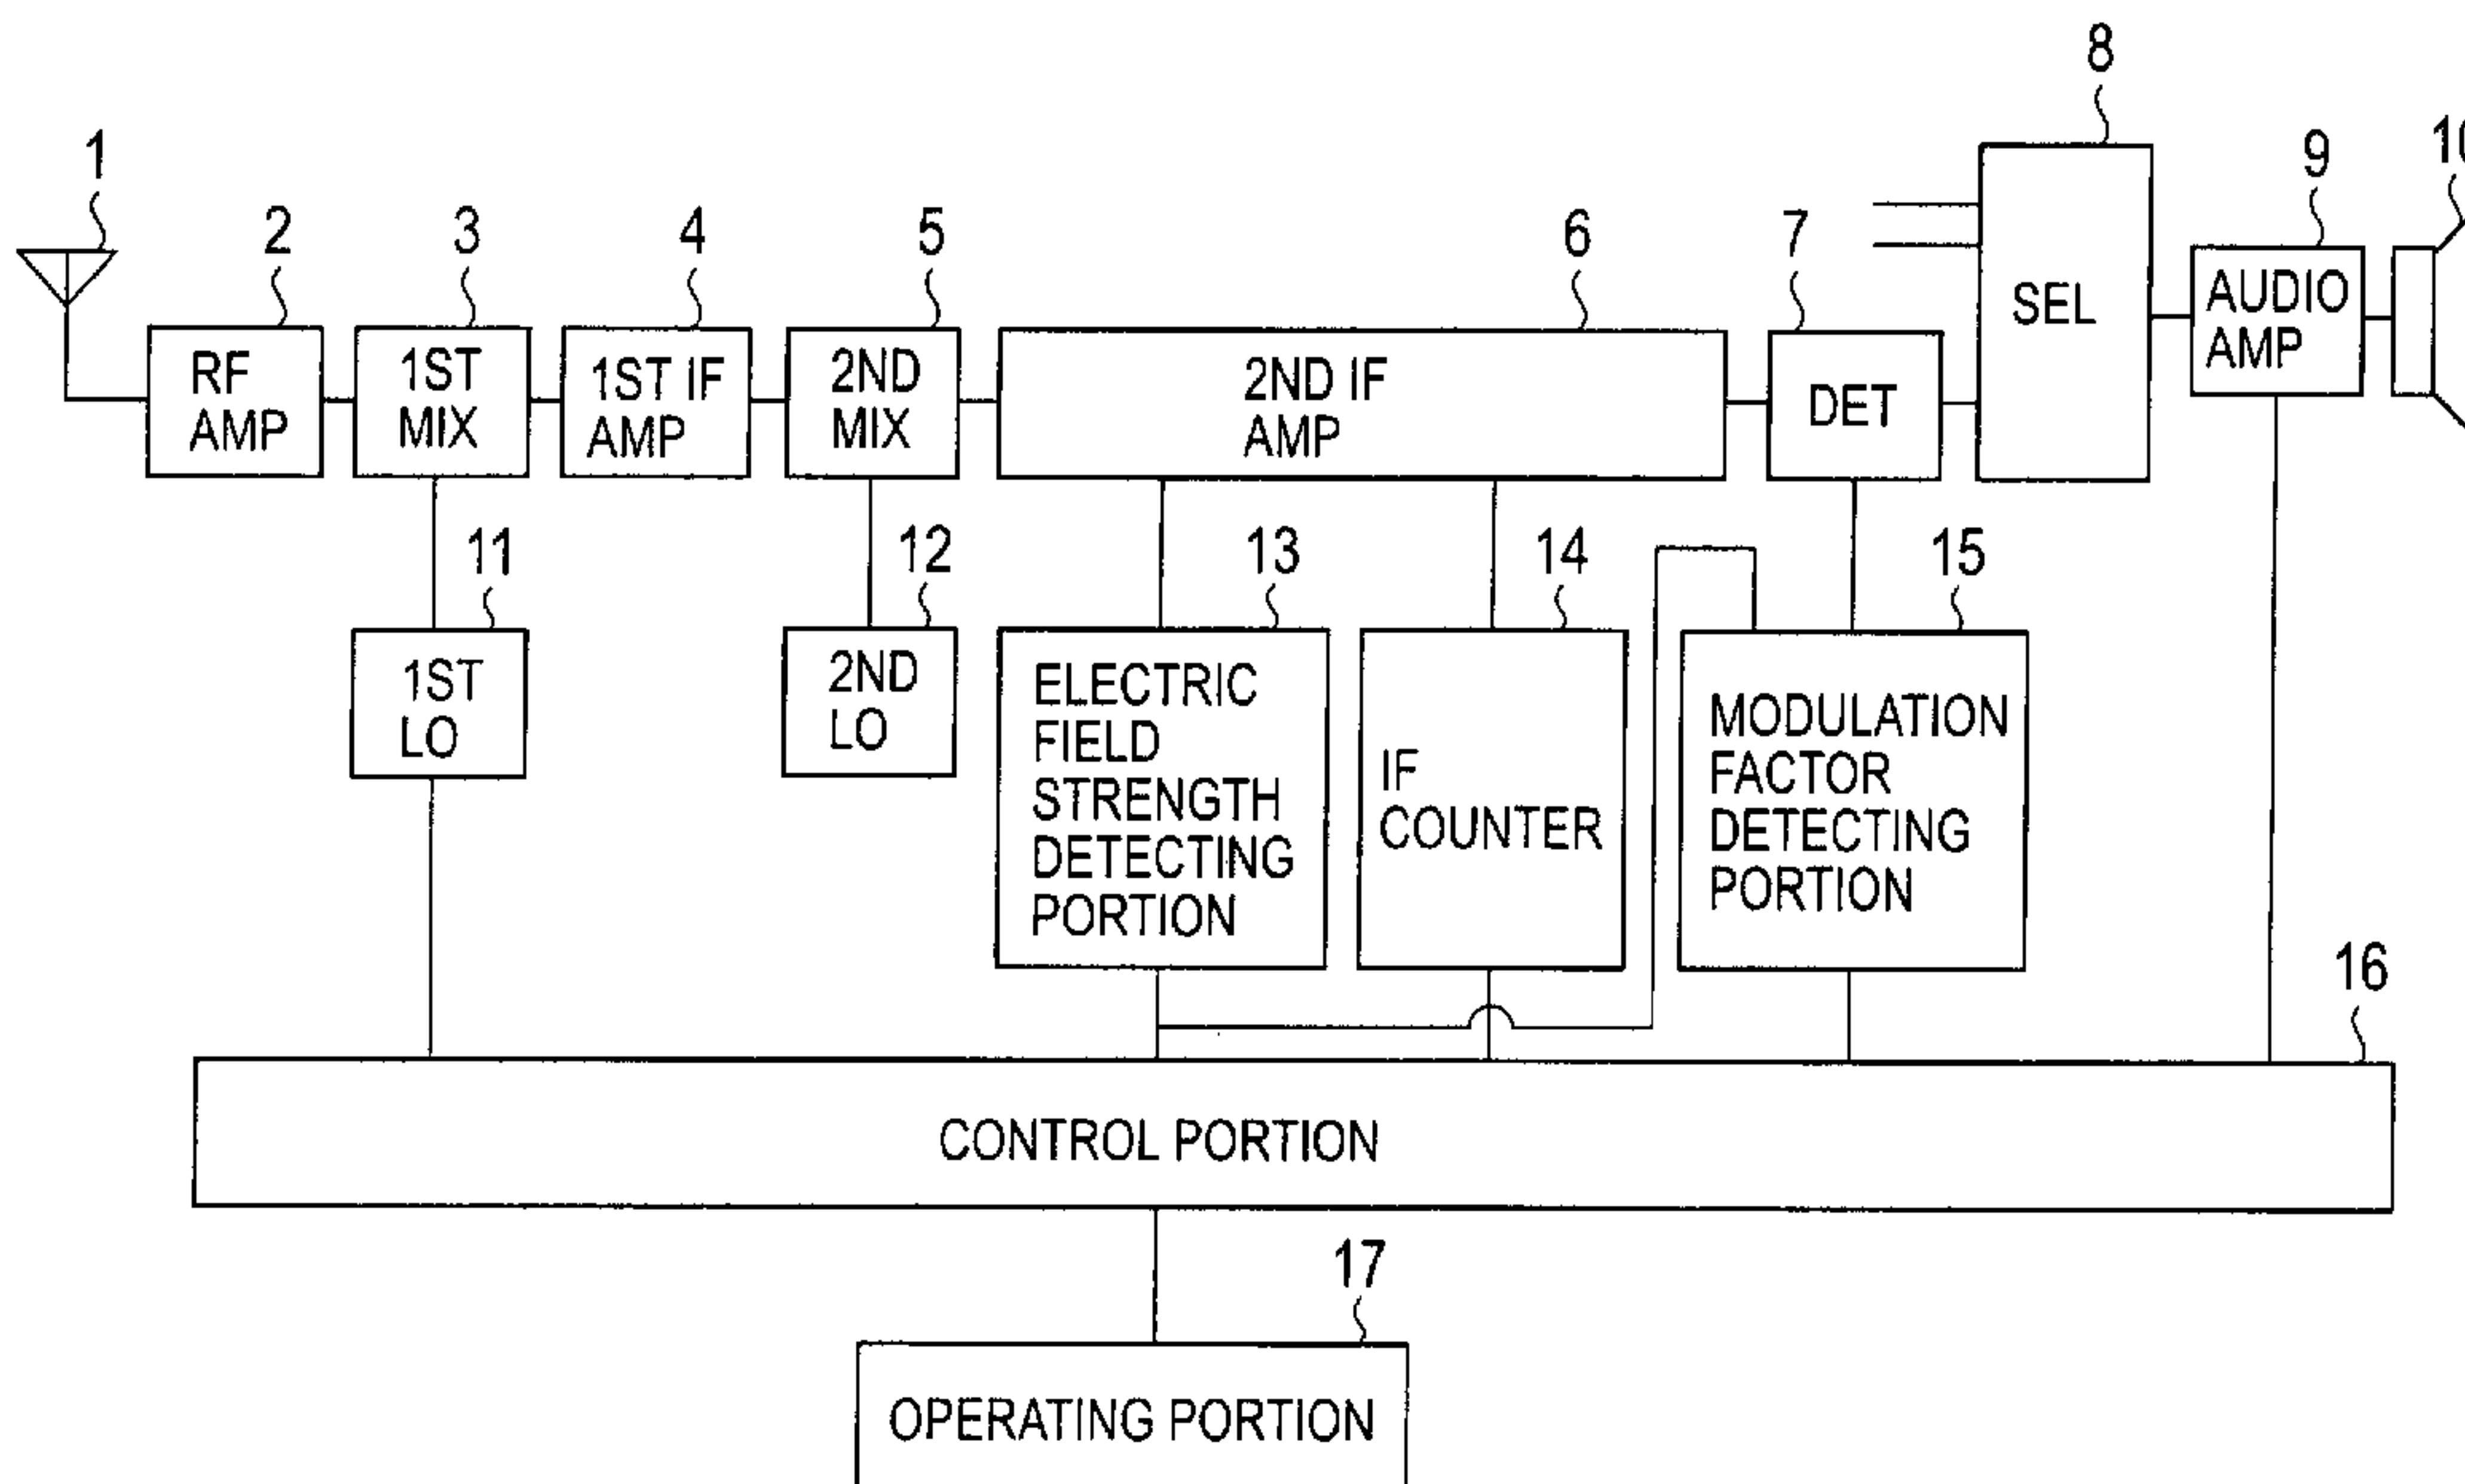 8
1
9
10
2
3
4
5
6
7
RF
AMP
1ST
MIX
1ST IF
AMP
2ND
MIX
2ND IF
AMP
DET
SEL
AUDIO
AMP
11
12
13
14
15
1ST
LO
2ND
LO
ELECTRIC
FIELD
STRENGTH
DETECTING
PORTION
IF
COUNTER
MODULATION
FACTOR
DETECTING
PORTION
16
CONTROL PORTION
17
OPERATING PORTION